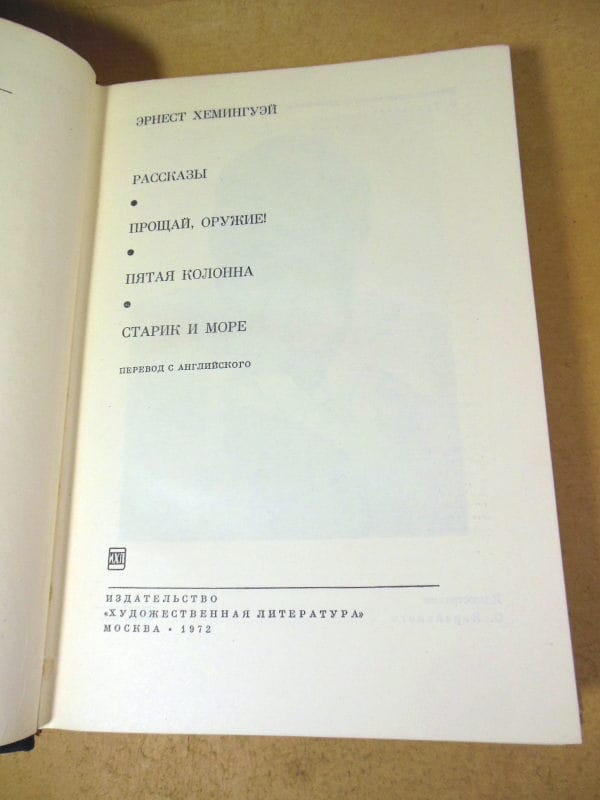 ЭРНЕСТ ХЕМИНГУЭЙ
РАССКАЗЫ
•
ПРОЩАЙ, ОРУЖИЕ!
•
ПЯТАЯ КОЛОННА
•
СТАРИК И МОРЕ
ПЕРЕВОД С АНГЛИЙСКОГО
ИЗДАТЕЛЬСТВО
«ХУДОЖЕСТВЕННАЯ ЛИТЕРАТУРА»
МОСКВА • 1972